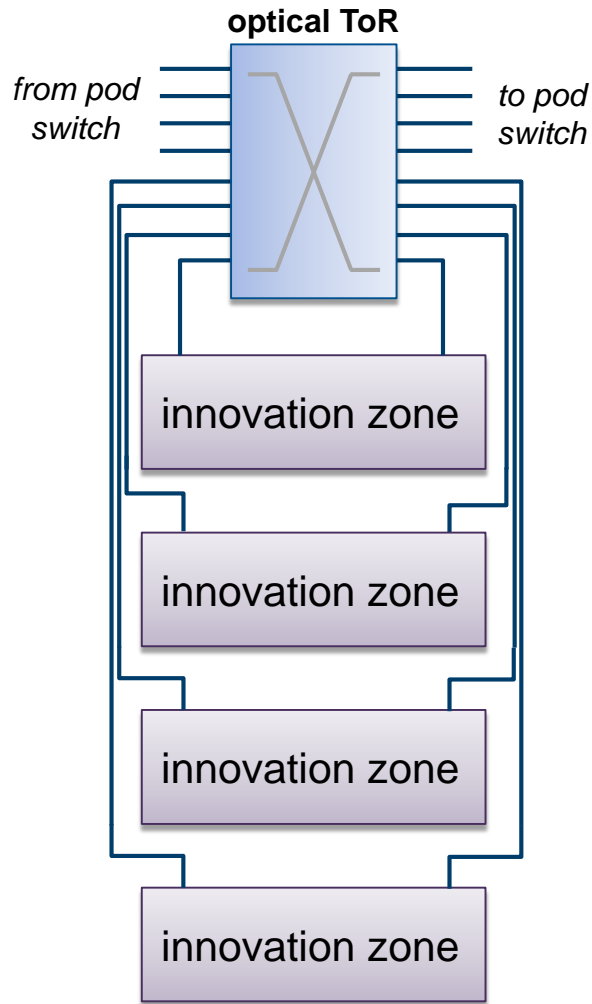 optical ToR
from pod
switch
to pod
switch
innovation zone
innovation zone
innovation zone
innovation zone